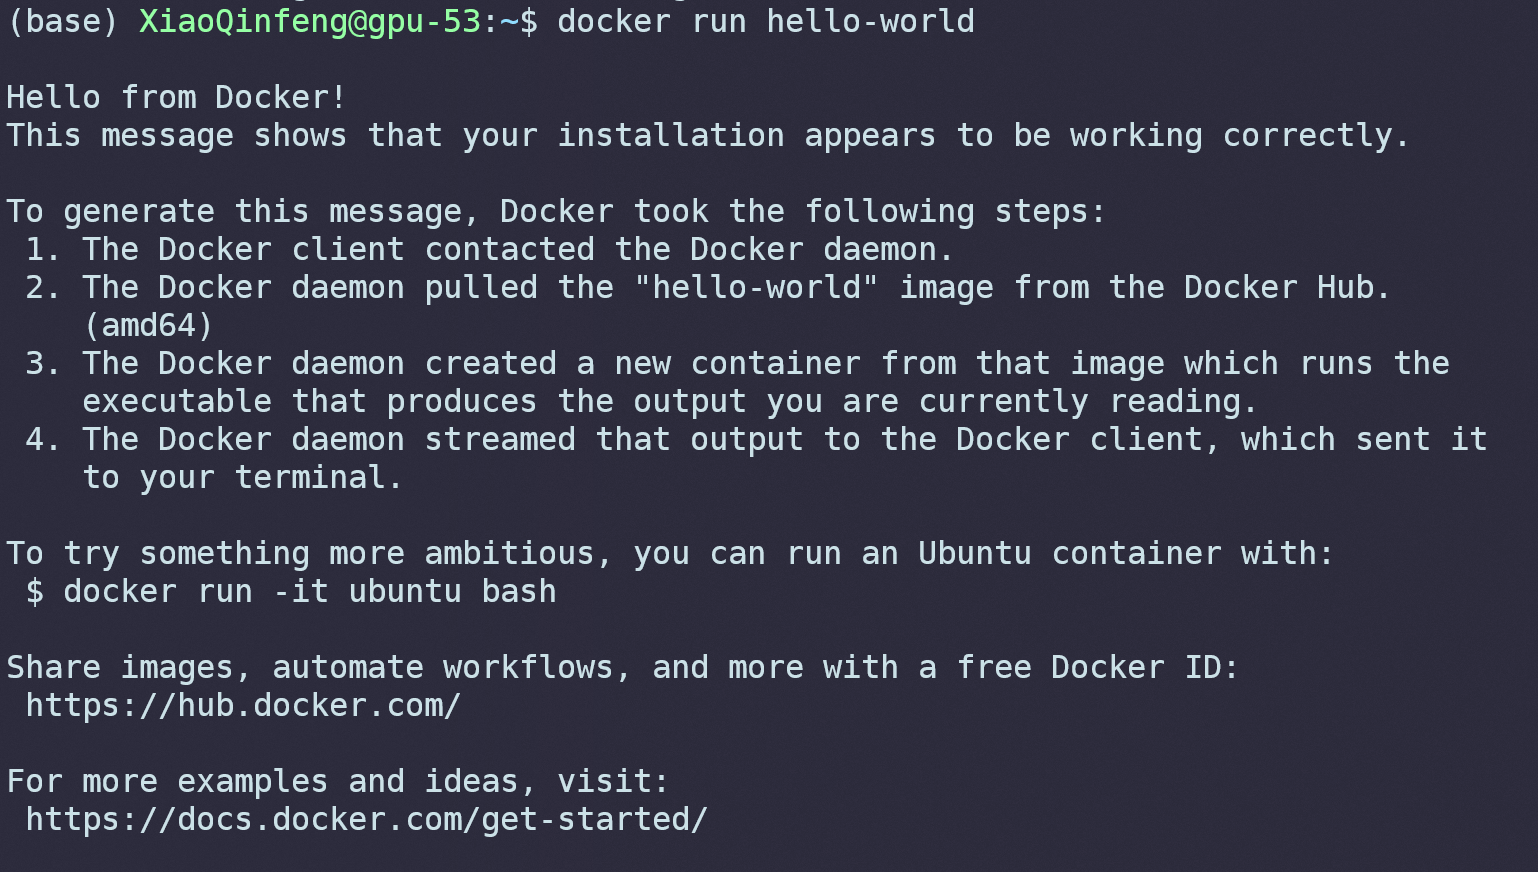 (base) XiaoQinfeng@gpu-53:~$ docker run hello-world
Hello from Docker!
This message shows that your installation appears to be working correctly.
To generate this message, Docker took the following steps:
1. The Docker client contacted the Docker daemon.
2. The Docker daemon pulled the "hello-world" image from the Docker Hub.
(amd64)
3. The Docker daemon created a new container from that image which runs the
executable that produces the output you are currently reading.
4. The Docker daemon streamed that output to the Docker client, which sent it
to your terminal.
To try something more ambitious, you can run an Ubuntu container with:
$ docker run -it ubuntu bash
Share images, automate workflows, and more with a free Docker ID:
https://hub.docker.com/
For more examples and ideas, visit:
https://docs.docker.com/get-started/